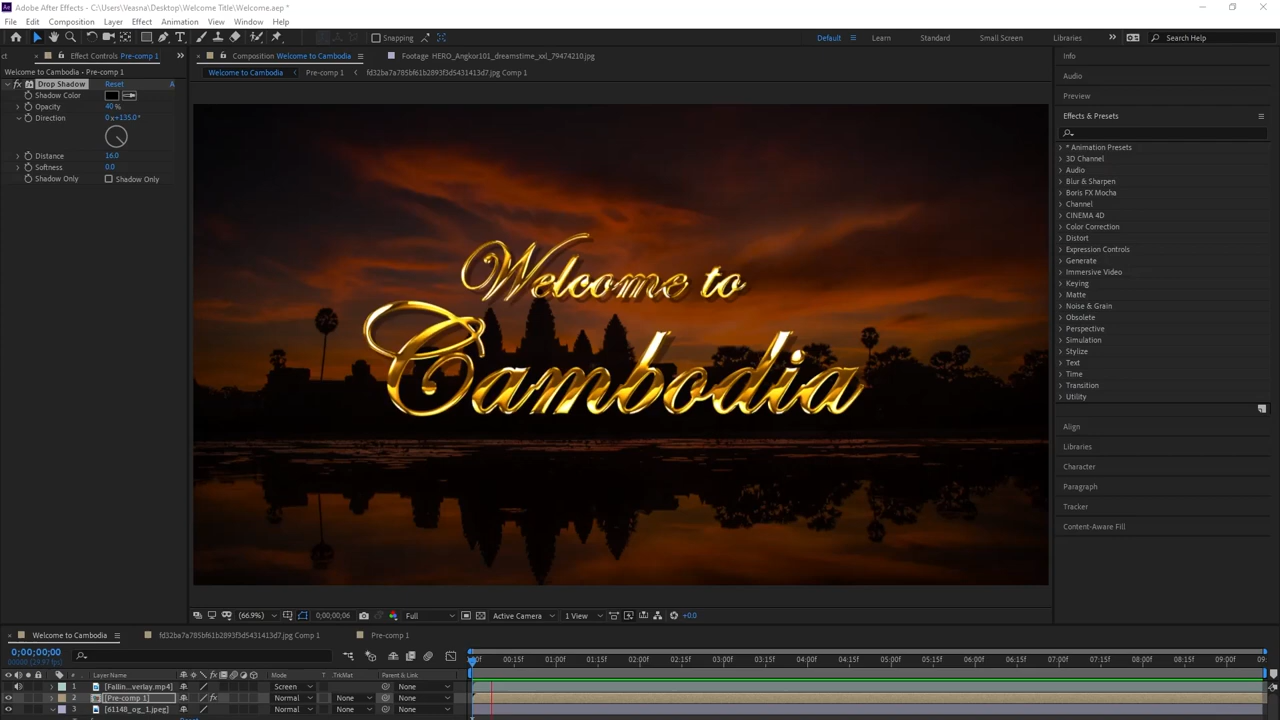 Adobe After Effects - C:\Users\Veasna\Desktop\Welcome Title\Welcome.aep *
File Edit Composition Layer Effect Animation View Window Help
Snapping
Default Learn Standard Small Screen Libraries Search Help
ct Effect Controls Pre-comp 1
Composition Welcome to Cambodia
Footage HERO_Angkor101_dreamstime_xxl_79474210.jpg
Info
Welcome to Cambodia · Pre-comp 1
Welcome to Cambodia Pre-comp 1 fd32ba7a785bf61b2893f3d5431413d7.jpg Comp 1
Audio
fx Drop Shadow Reset A
Shadow Color
Opacity 40 %
Direction 0 x+135.0°
Distance 16.0
Softness 0.0
Shadow Only Shadow Only
Welcome to
Cambodia
Preview
Effects & Presets
* Animation Presets
3D Channel
Audio
Blur & Sharpen
Boris FX Mocha
Channel
CINEMA 4D
Color Correction
Distort
Expression Controls
Generate
Immersive Video
Keying
Matte
Noise & Grain
Obsolete
Perspective
Simulation
Stylize
Text
Time
Transition
Utility
Align
Libraries
Character
Paragraph
Tracker
Content-Aware Fill
(66.9%) 0;00;00;06 Full Active Camera 1 View +0.0
Welcome to Cambodia fd32ba7a785bf61b2893f3d5431413d7.jpg Comp 1 Pre-comp 1
0;00;00;00
00000 (29.97 fps)
00f 00:15f 01:00f 01:15f 02:00f 02:15f 03:00f 03:15f 04:00f 04:15f 05:00f 05:15f 06:00f 06:15f 07:00f 07:15f 08:00f 08:15f 09:00f 09:
# Layer Name Mode T .TrkMat Parent & Link
1 [Fallin...verlay.mp4] Screen None
2 [Pre-comp 1] fx Normal None None
3 [61148_og_1.jpeg] Normal None None